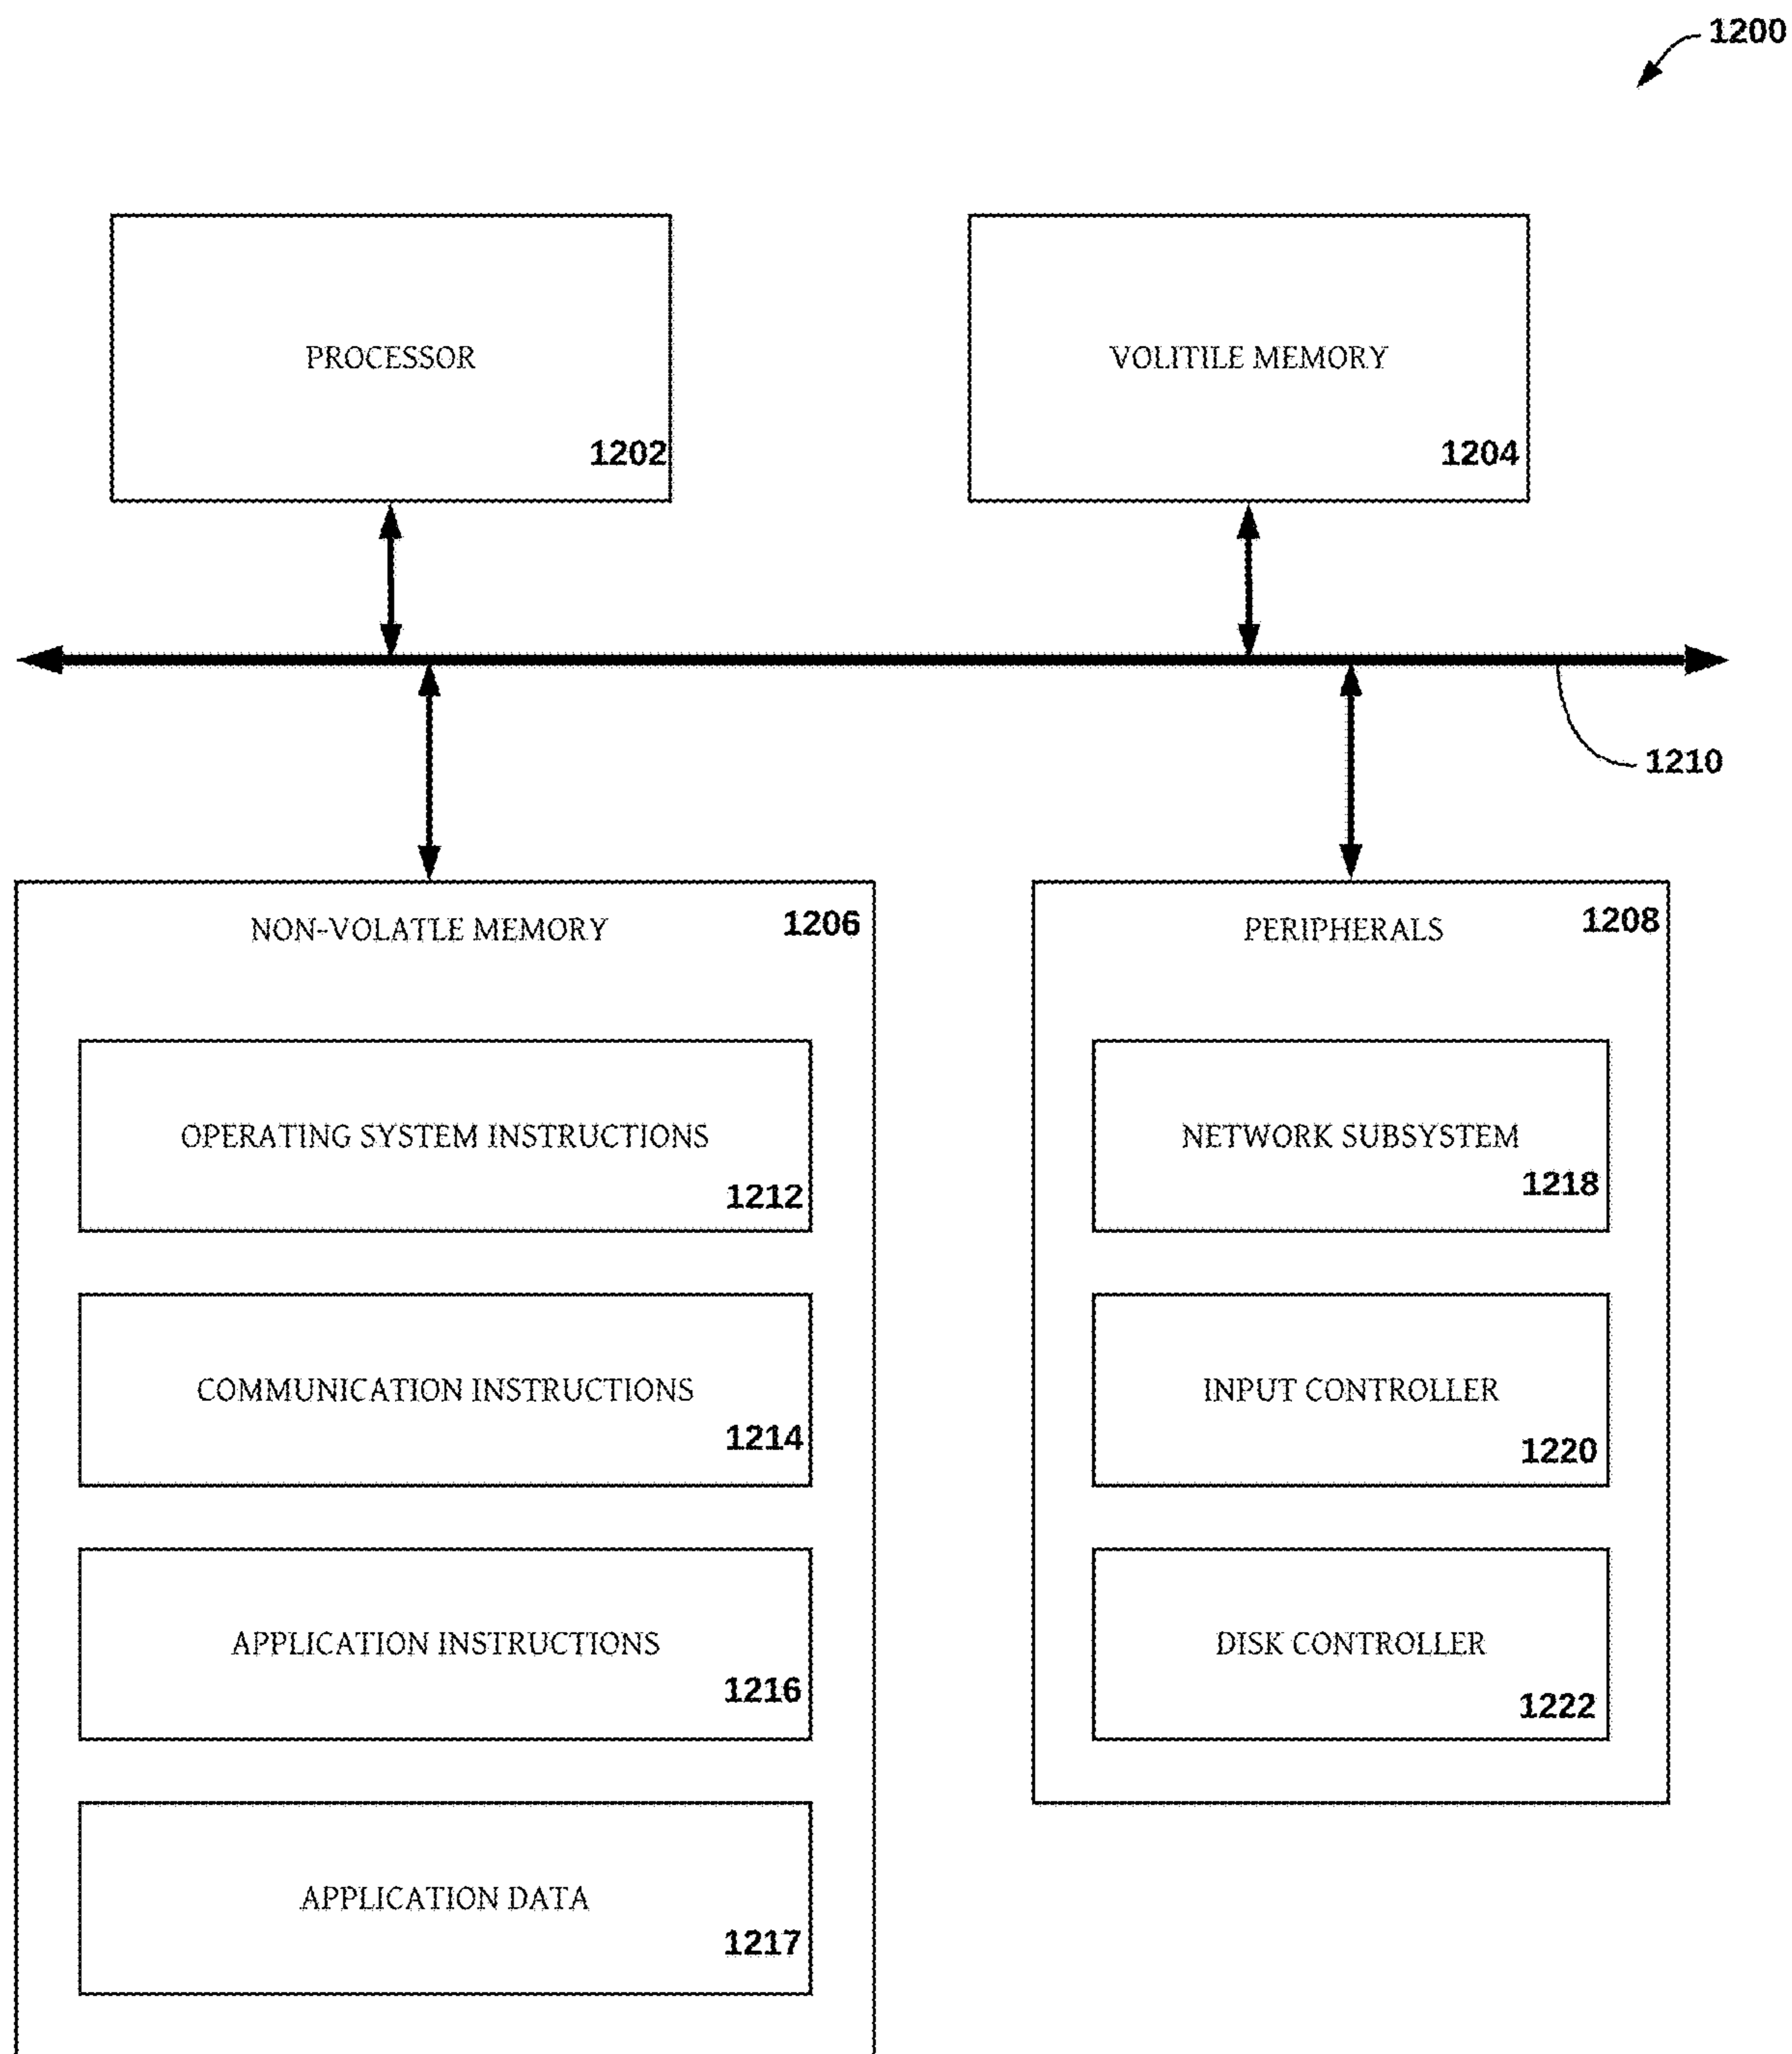 1200
PROCESSOR
1202
VOLITILE MEMORY
1204
1210
NON-VOLATLE MEMORY
1206
OPERATING SYSTEM INSTRUCTIONS
1212
COMMUNICATION INSTRUCTIONS
1214
APPLICATION INSTRUCTIONS
1216
APPLICATION DATA
1217
PERIPHERALS
1208
NETWORK SUBSYSTEM
1218
INPUT CONTROLLER
1220
DISK CONTROLLER
1222